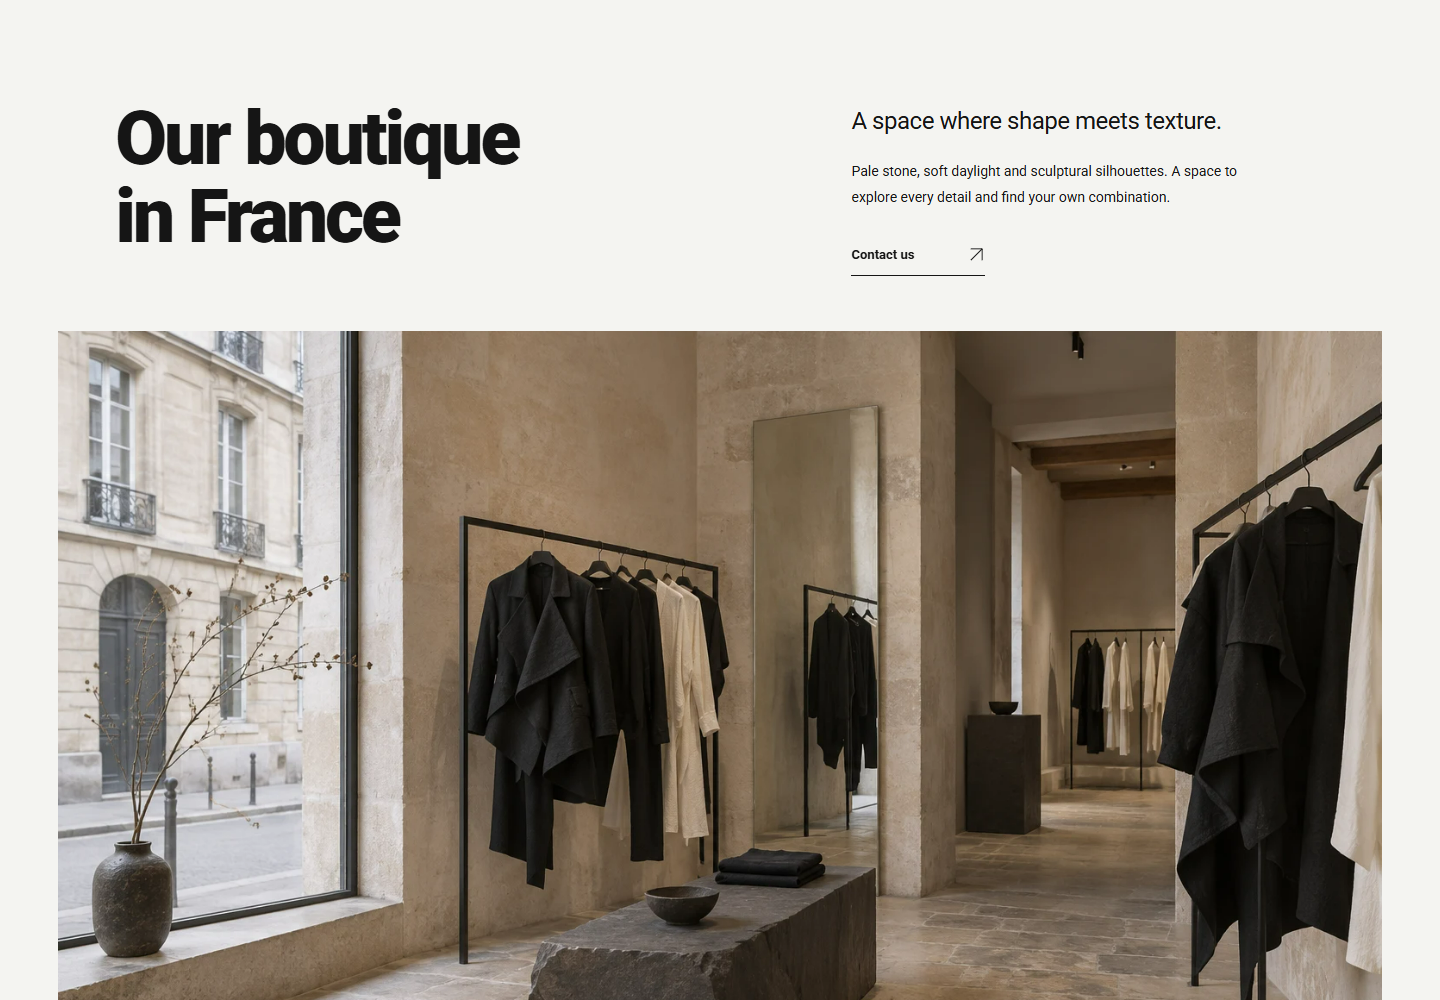 Our boutique
in France
A space where shape meets texture.
Pale stone, soft daylight and sculptural silhouettes. A space to
explore every detail and find your own combination.
Contact us